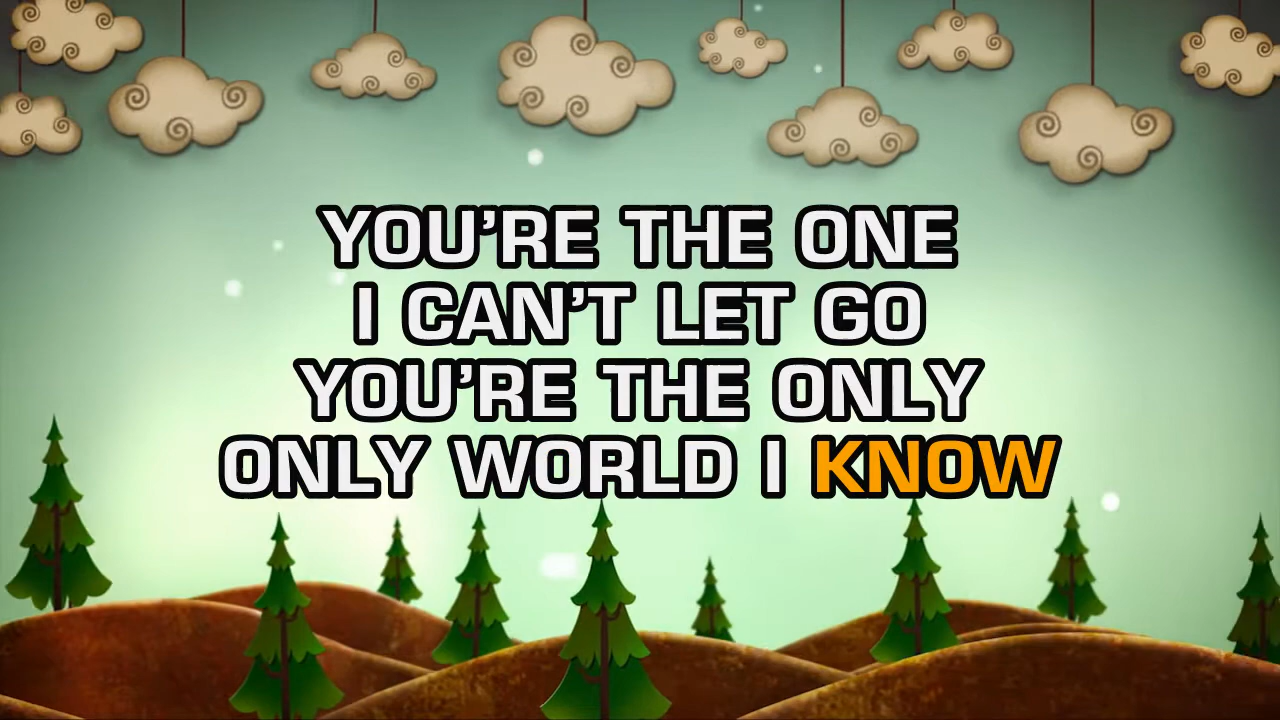 YOU’RE THE ONE
I CAN’T LET GO
YOU’RE THE ONLY
ONLY WORLD I KNOW